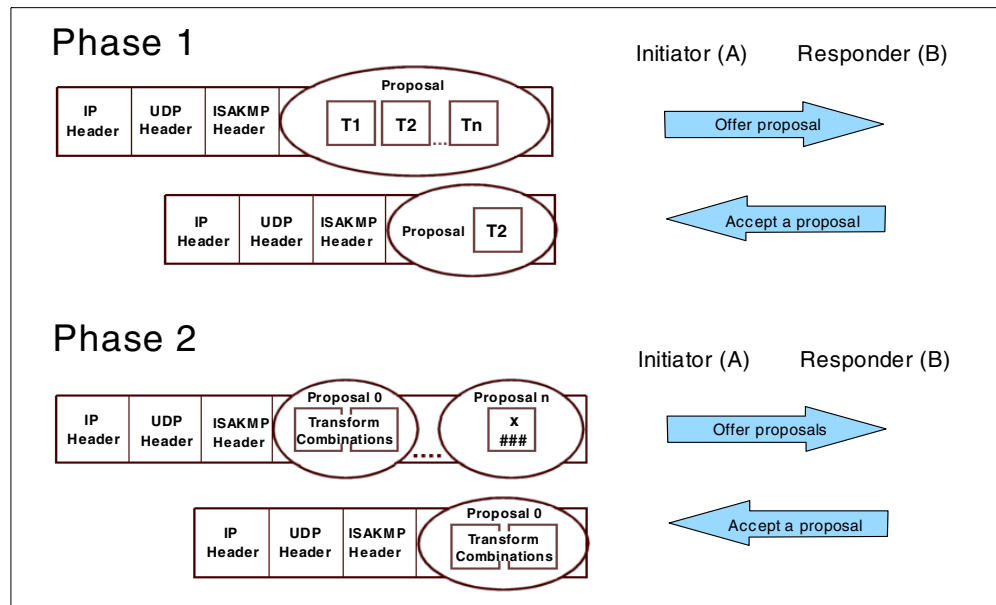 Phase 1
Initiator (A) Responder (B)
Proposal
IP
Header
UDP
Header
ISAKMP
Header
T1 T2 ... Tn
Offer proposal
IP
Header
UDP
Header
ISAKMP
Header
Proposal T2
Accept a proposal
Phase 2
Initiator (A) Responder (B)
IP
Header
UDP
Header
ISAKMP
Header
Proposal 0
Transform
Combinations
....
Proposal n
x
###
Offer proposals
IP
Header
UDP
Header
ISAKMP
Header
Proposal 0
Transform
Combinations
Accept a proposal